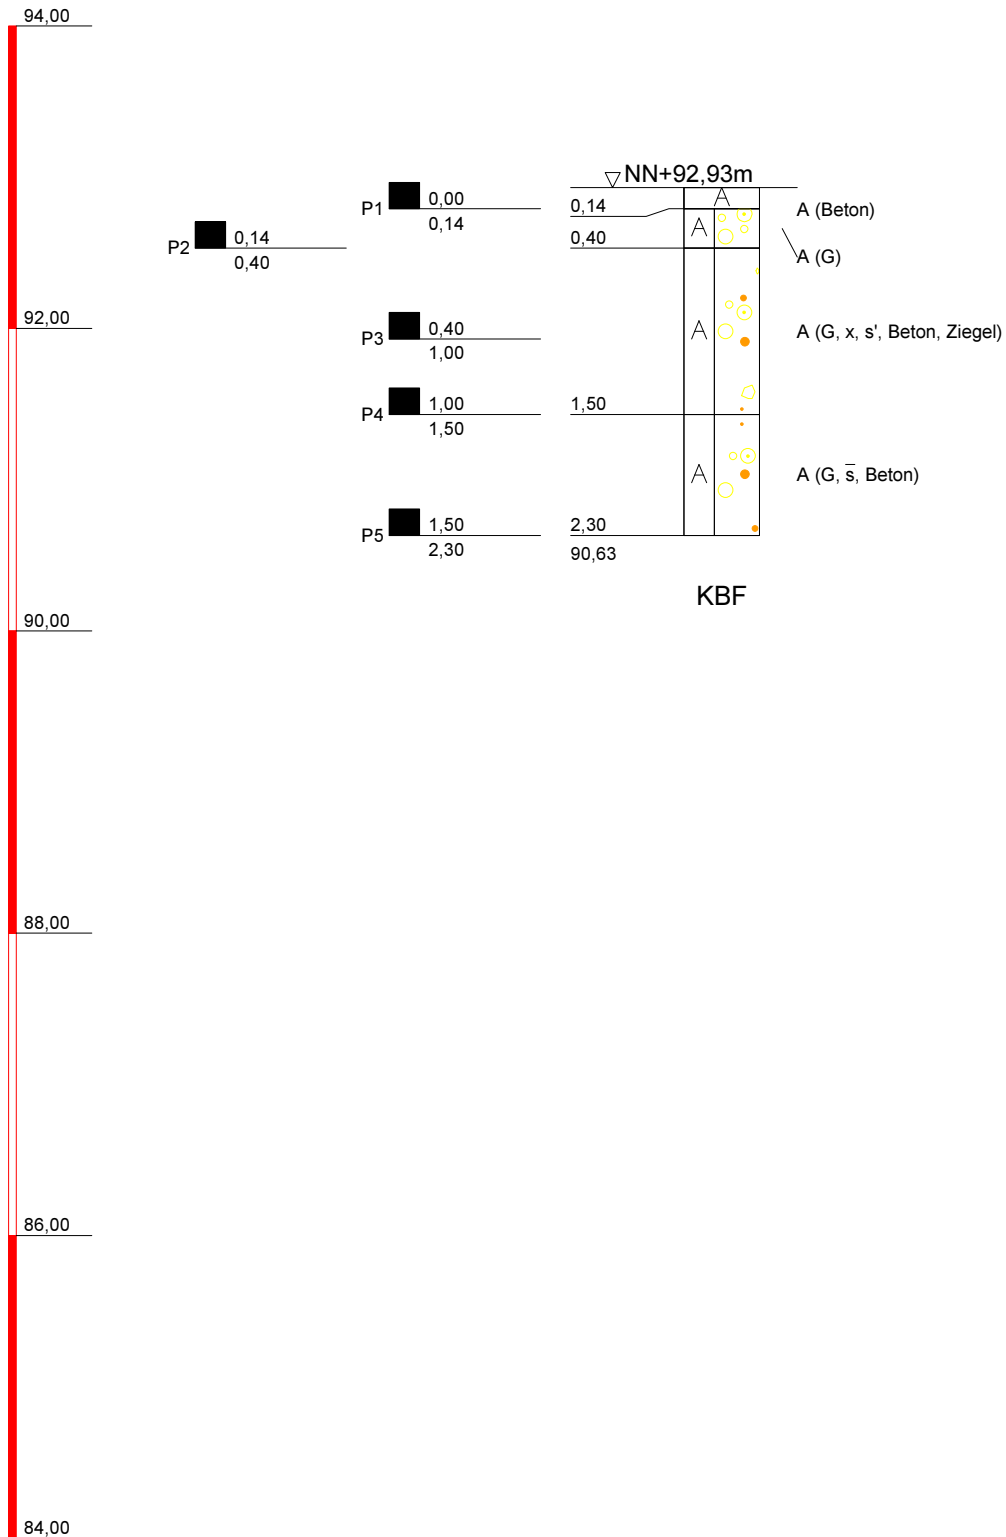 94,00
NN+92,93m
A
P1
0,00
0,14
0,14
A (Beton)
P2
0,14
0,40
0,40
A
A (G)
92,00
P3
0,40
1,00
A
A (G, x, s', Beton, Ziegel)
P4
1,00
1,50
1,50
A
A (G, s̅, Beton)
P5
1,50
2,30
2,30
90,63
KBF
90,00
88,00
86,00
84,00